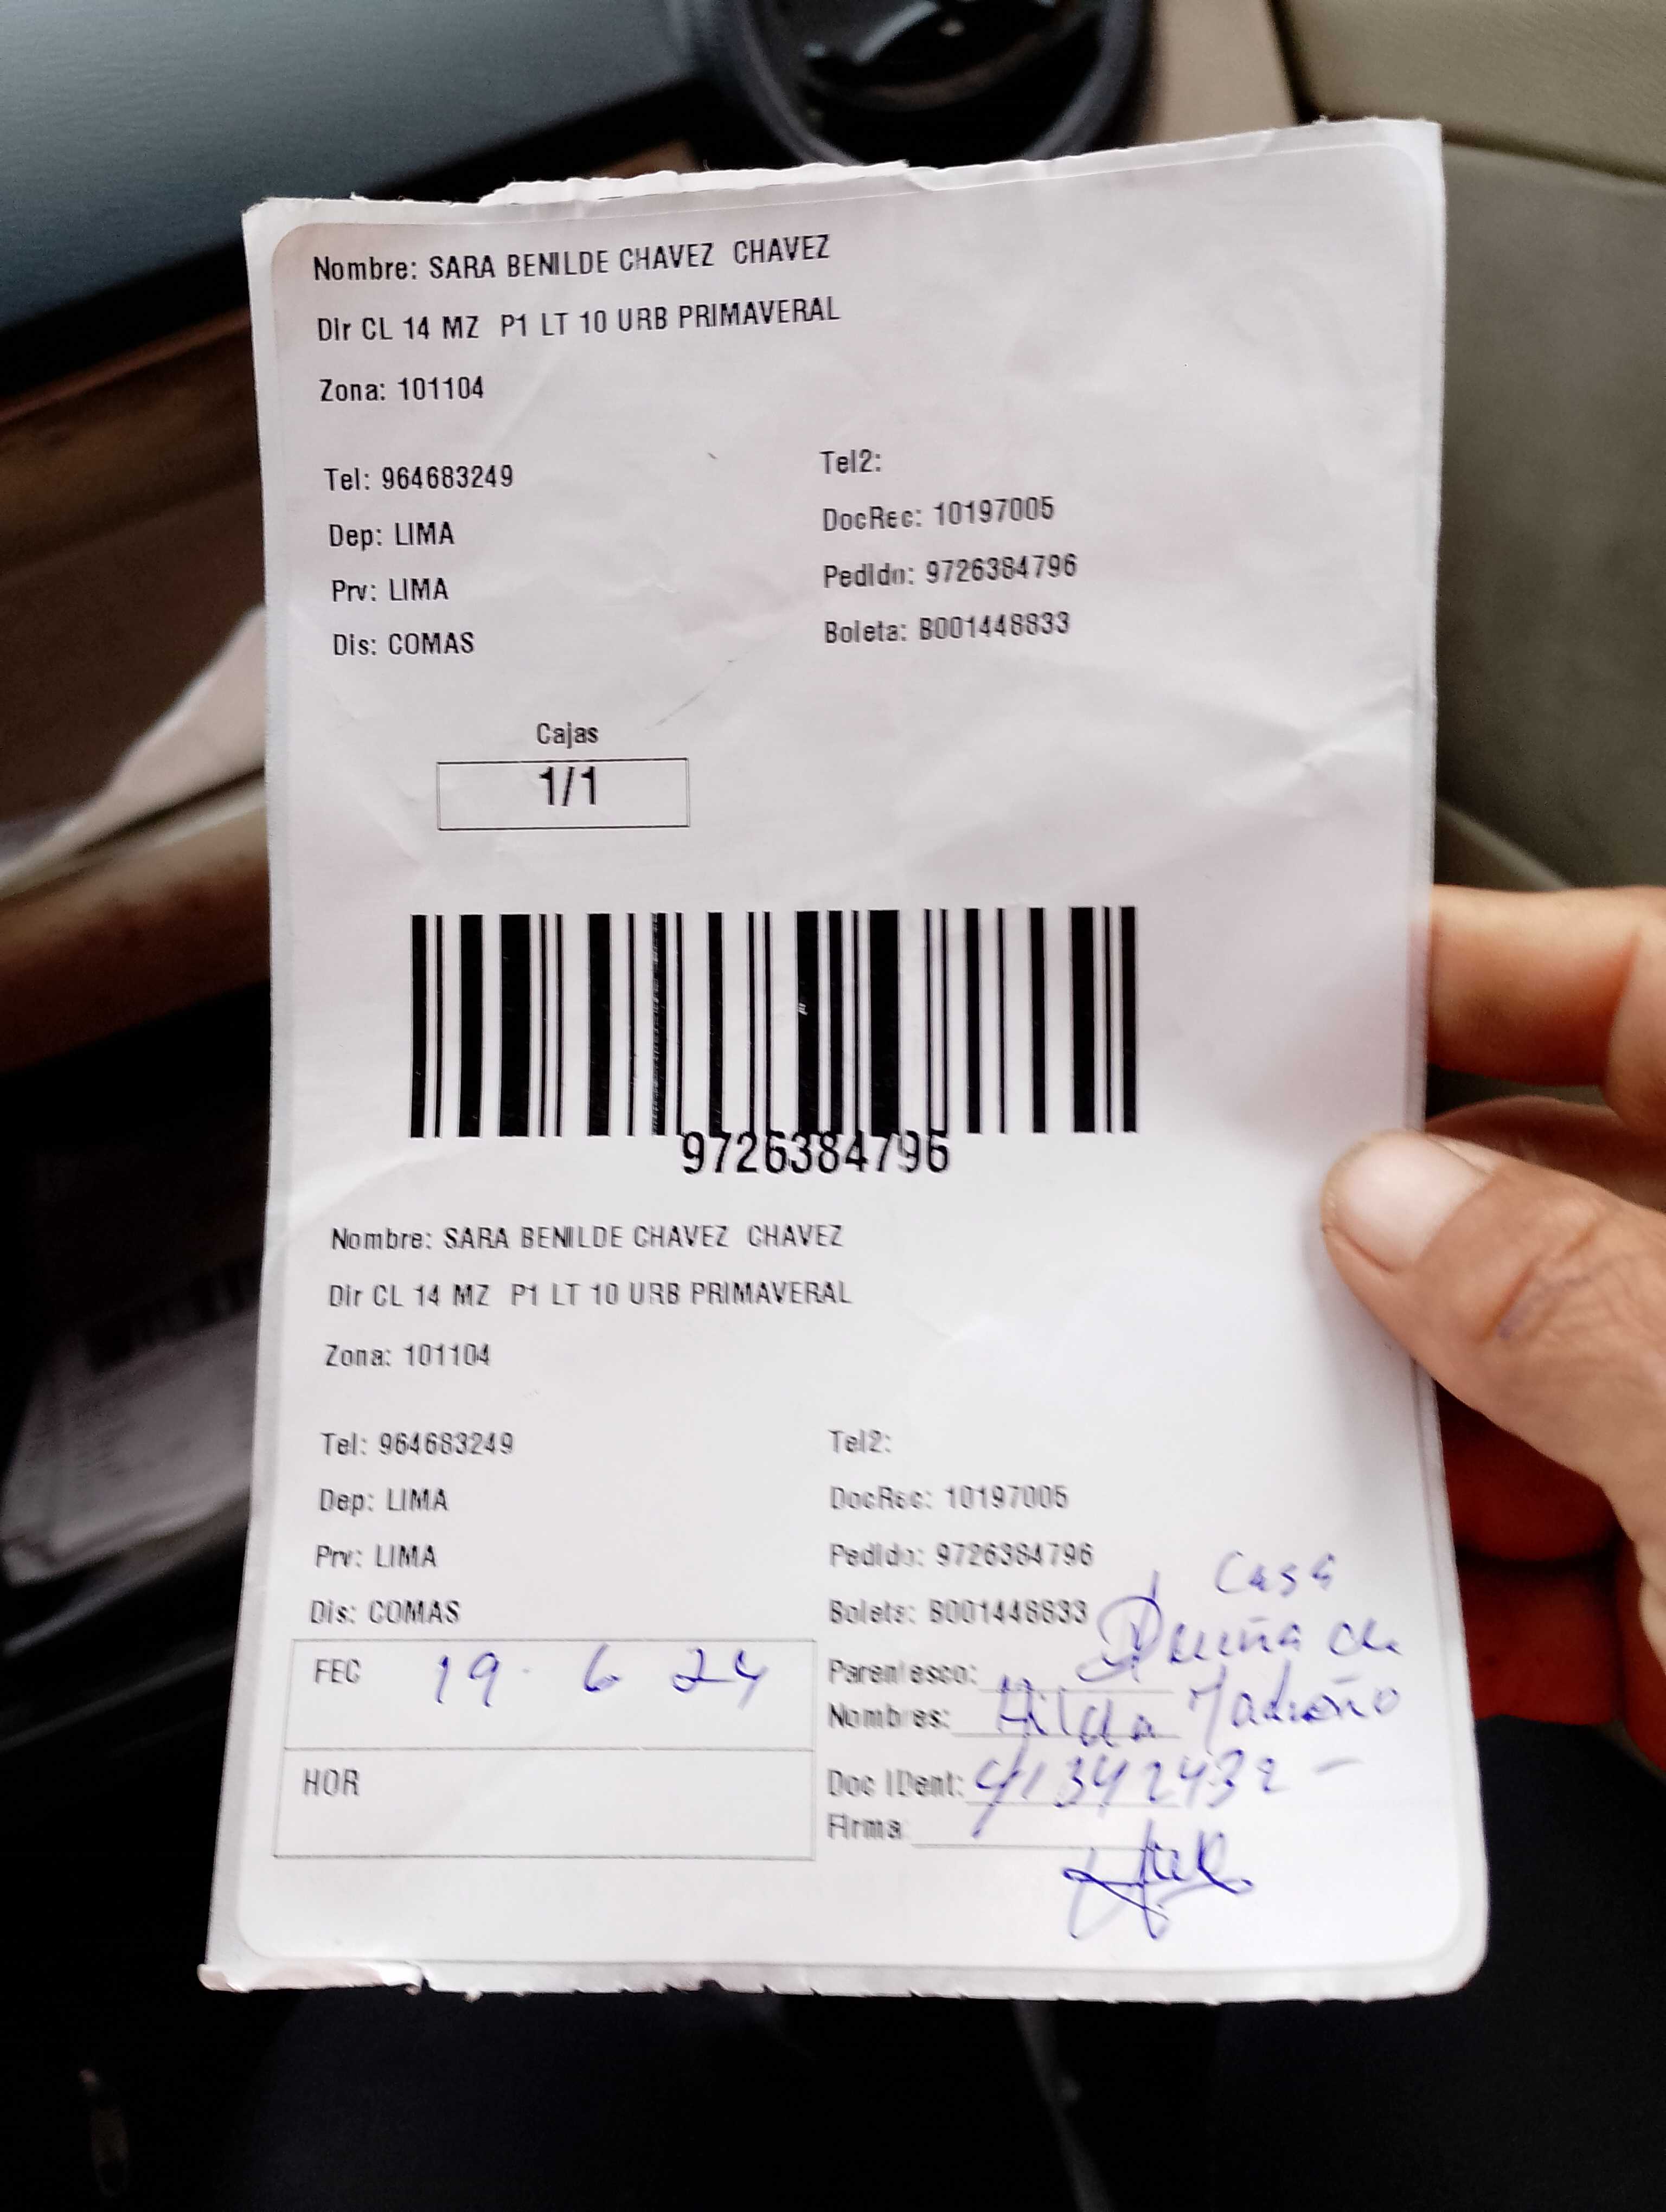 Nombre: SARA BENILDE CHAVEZ CHAVEZ
Dir CL 14 MZ P1 LT 10 URB PRIMAVERAL
Zona: 101104
Tel: 964683249
Tel2:
Dep: LIMA
DocRec: 10197005
Prv: LIMA
Pedido: 9726384796
Dis: COMAS
Boleta: B001448833
Cajas
1/1
9726384796
Nombre: SARA BENILDE CHAVEZ CHAVEZ
Dir CL 14 MZ P1 LT 10 URB PRIMAVERAL
Zona: 101104
Tel: 964683249
Tel2:
Dep: LIMA
DocRec: 10197005
Prv: LIMA
Pedido: 9726384796
Dis: COMAS
Boleta: B001448833
Casa
FEC 19 6 24
Parentesco: Dueña de
Nombres: Hilda Madroño
HOR
Doc IDent: 41342432 -
Firma